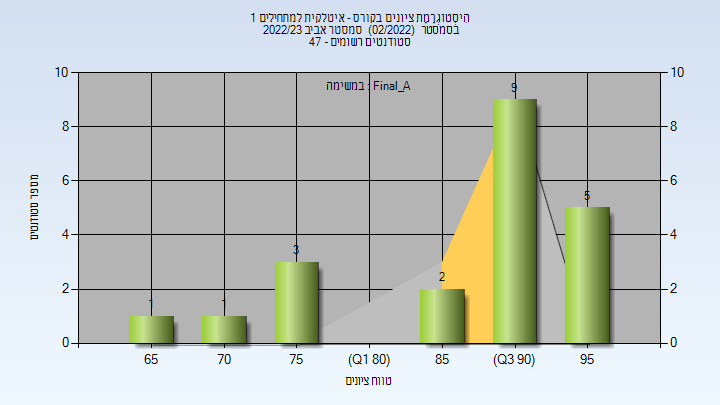 היסטוגרמת ציונים בקורס - איטלקית למתחילים 1
בסמסטר (02/2022) סמסטר אביב 2022/23
סטודנטים רשומים - 47
במשימה : Final_A
מספר סטודנטים
10
8
6
4
2
0
10
8
6
4
2
0
1
1
3
2
9
5
65
70
75
(Q1 80)
85
(Q3 90)
95
טווח ציונים